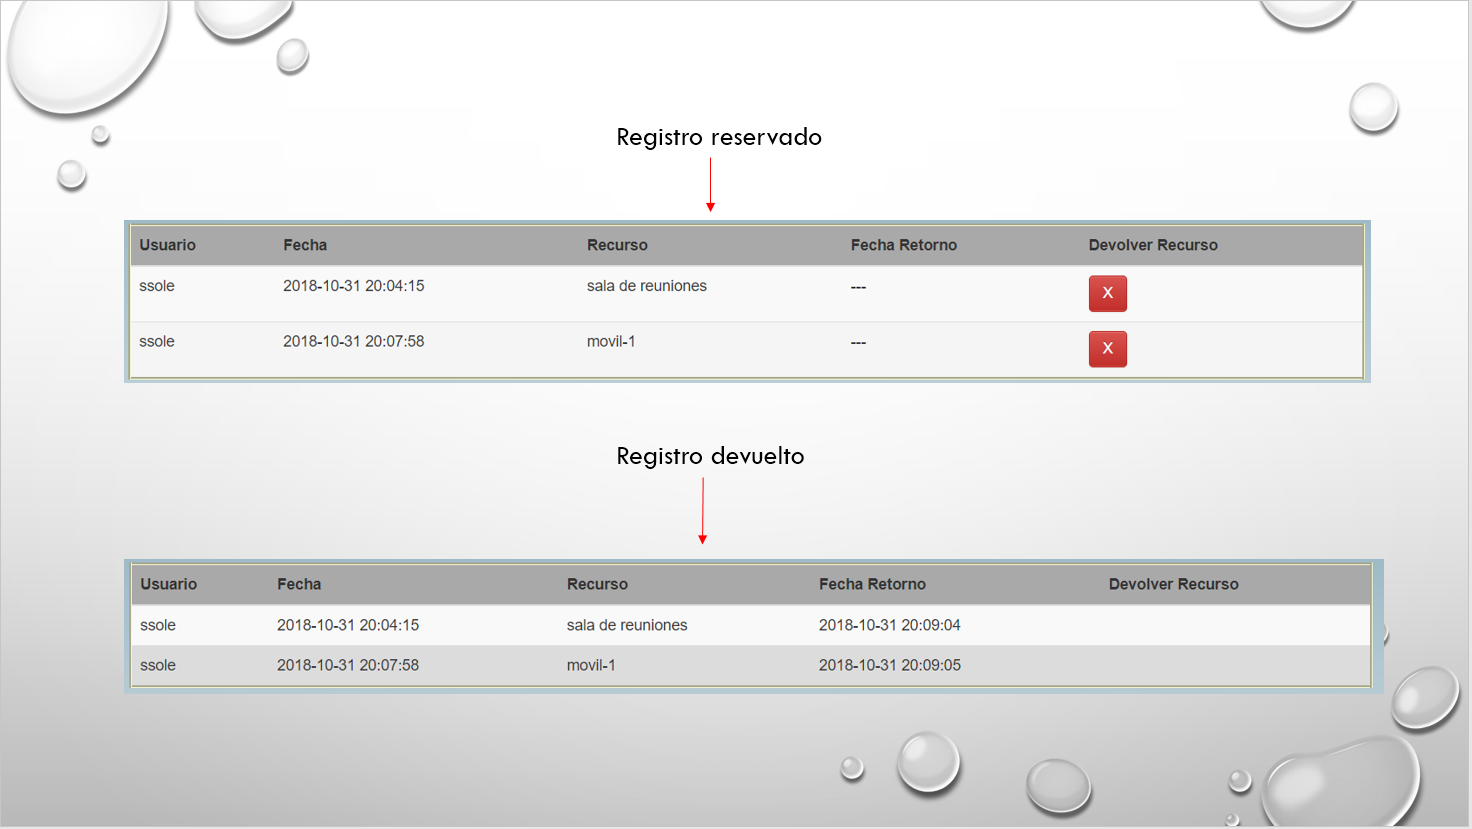 Registro reservado
Usuario Fecha Recurso Fecha Retorno Devolver Recurso
ssole 2018-10-31 20:04:15 sala de reuniones --- X
ssole 2018-10-31 20:07:58 movil-1 --- X
Registro devuelto
Usuario Fecha Recurso Fecha Retorno Devolver Recurso
ssole 2018-10-31 20:04:15 sala de reuniones 2018-10-31 20:09:04
ssole 2018-10-31 20:07:58 movil-1 2018-10-31 20:09:05